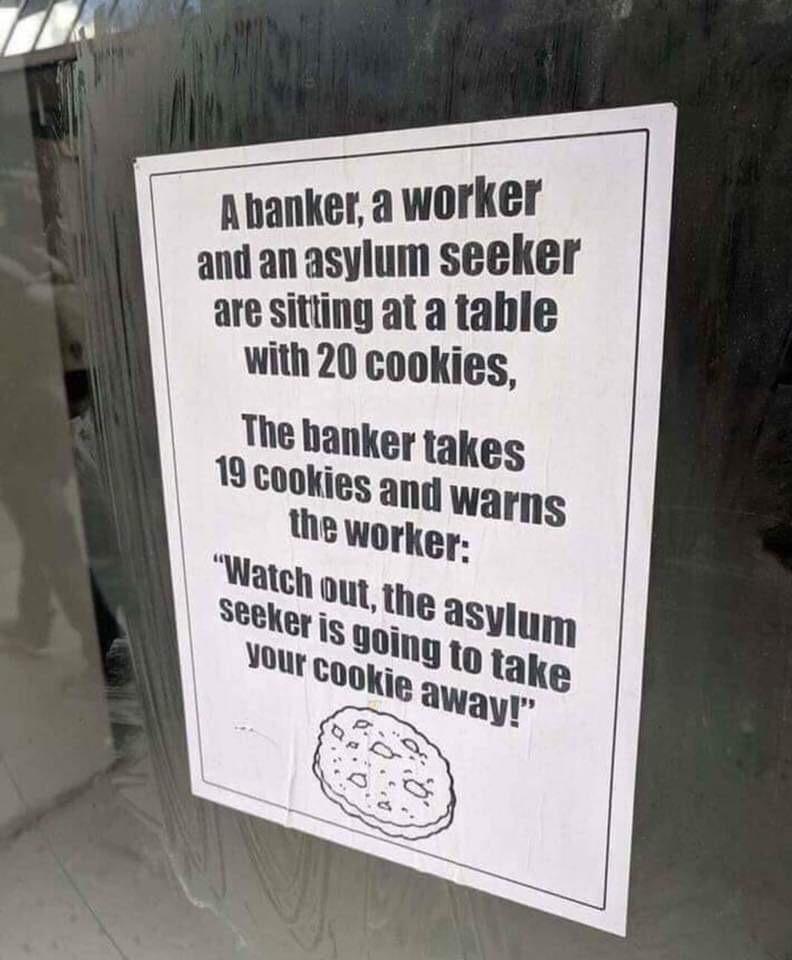 A banker, a worker
and an asylum seeker
are sitting at a table
with 20 cookies,
The banker takes
19 cookies and warns
the worker:
“Watch out, the asylum
seeker is going to take
your cookie away!”